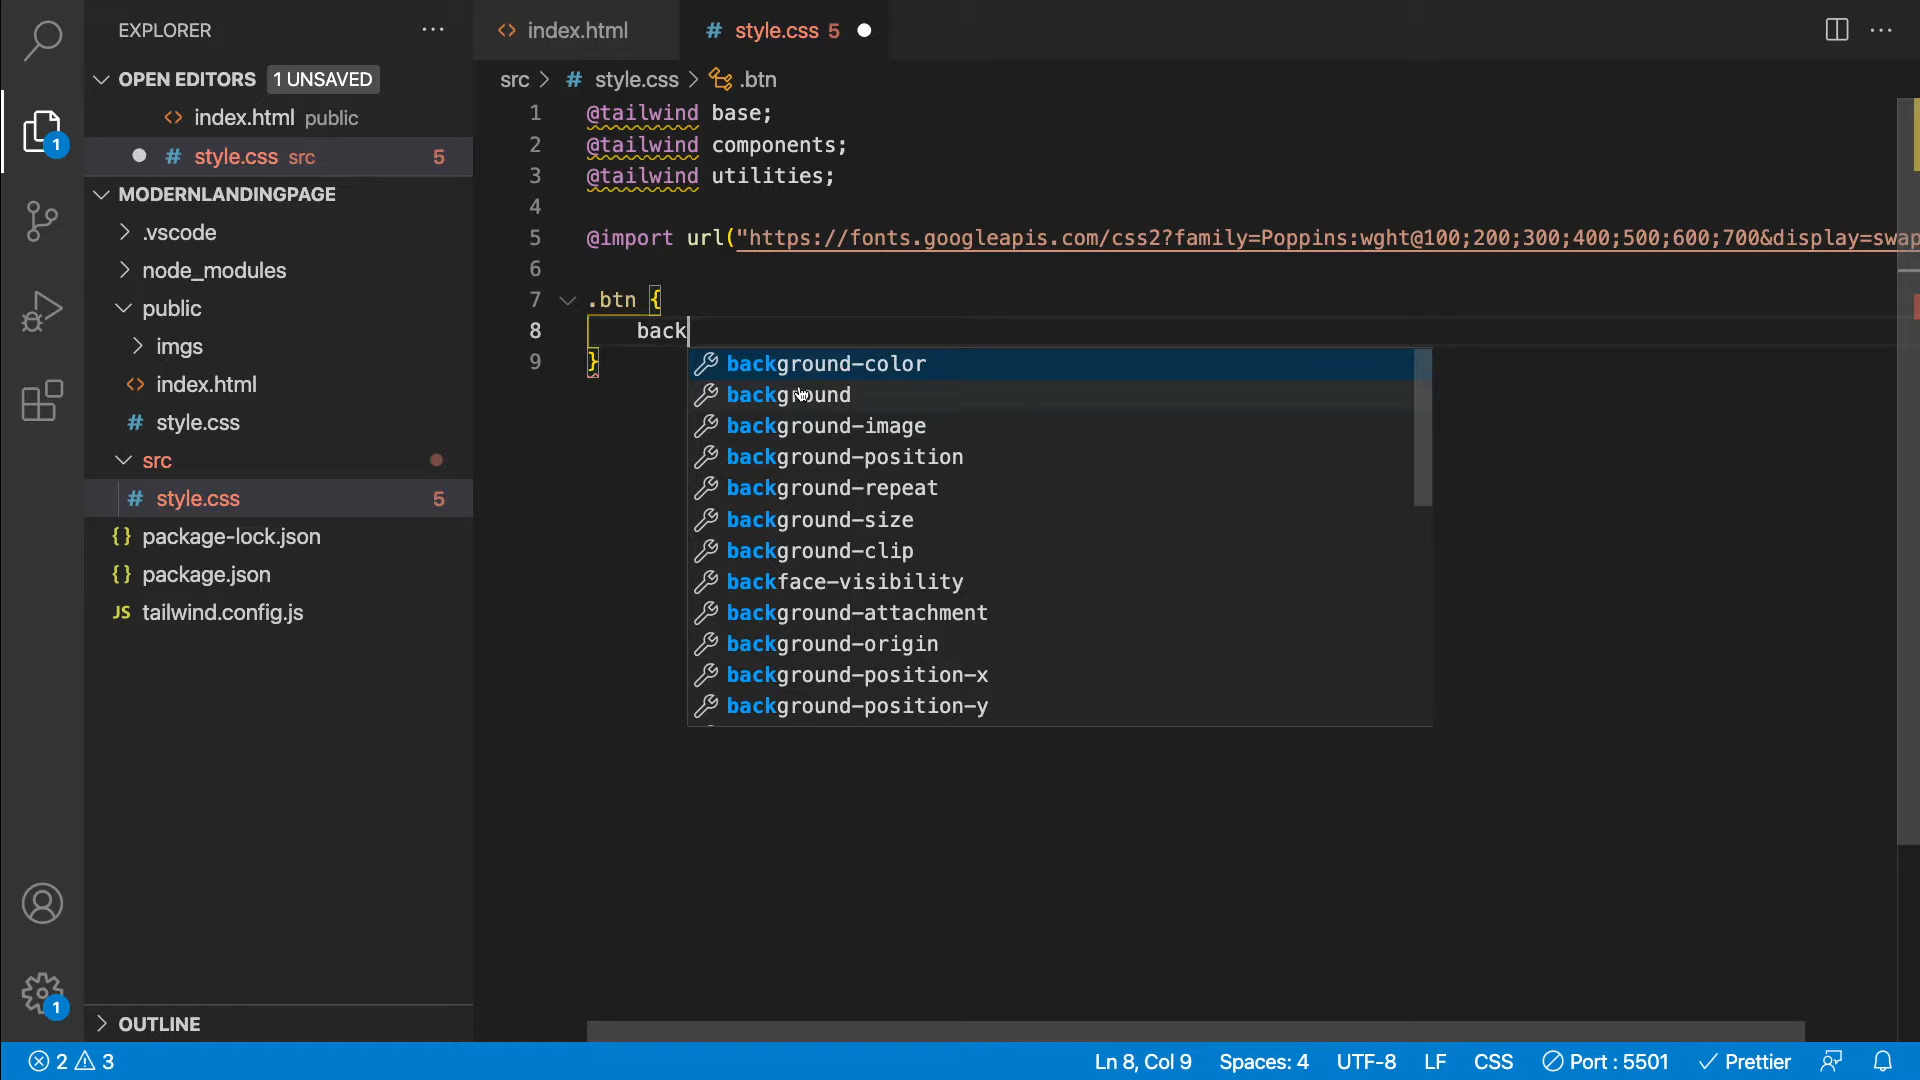 EXPLORER
index.html
# style.css 5
OPEN EDITORS 1 UNSAVED
src > # style.css > .btn
index.html public
# style.css src 5
MODERNLANDINGPAGE
.vscode
node_modules
public
imgs
index.html
# style.css
src
# style.css 5
{} package-lock.json
{} package.json
JS tailwind.config.js
OUTLINE
1
1
1 @tailwind base;
2 @tailwind components;
3 @tailwind utilities;
4
5 @import url("https://fonts.googleapis.com/css2?family=Poppins:wght@100;200;300;400;500;600;700&display=swap
6
7 .btn {
8 back
9 }
background-color
background
background-image
background-position
background-repeat
background-size
background-clip
backface-visibility
background-attachment
background-origin
background-position-x
background-position-y
2 3
Ln 8, Col 9 Spaces: 4 UTF-8 LF CSS Port : 5501 Prettier